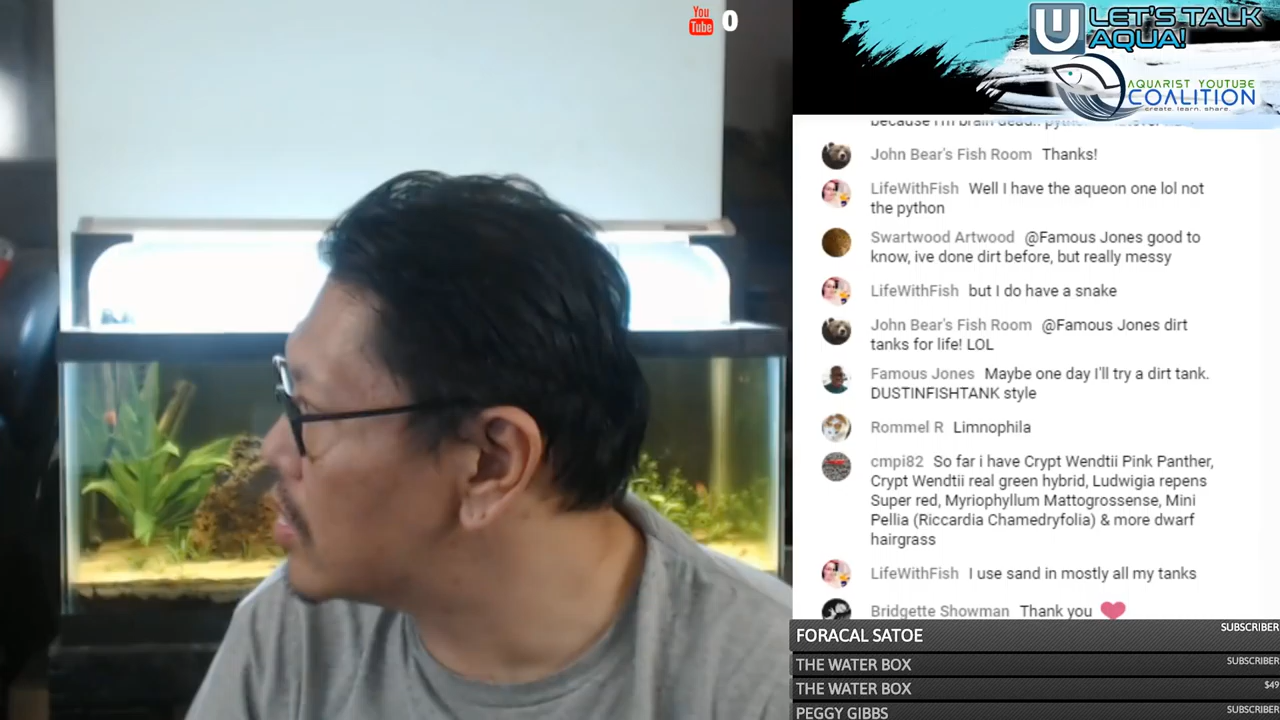 You
Tube 0
LET'S TALK
AQUA!
AQUARIST YOUTUBE
COALITION
create. learn. share.
because I'm brain dead..
John Bear's Fish Room Thanks!
LifeWithFish Well I have the aqueon one lol not
the python
Swartwood Artwood @Famous Jones good to
know, ive done dirt before, but really messy
LifeWithFish but I do have a snake
John Bear's Fish Room @Famous Jones dirt
tanks for life! LOL
Famous Jones Maybe one day I'll try a dirt tank.
DUSTINFISHTANK style
Rommel R Limnophila
cmpi82 So far i have Crypt Wendtii Pink Panther,
Crypt Wendtii real green hybrid, Ludwigia repens
Super red, Myriophyllum Mattogrossense, Mini
Pellia (Riccardia Chamedryfolia) & more dwarf
hairgrass
LifeWithFish I use sand in mostly all my tanks
Bridgette Showman Thank you
FORACAL SATOE SUBSCRIBER
THE WATER BOX SUBSCRIBER
THE WATER BOX $49
PEGGY GIBBS SUBSCRIBER